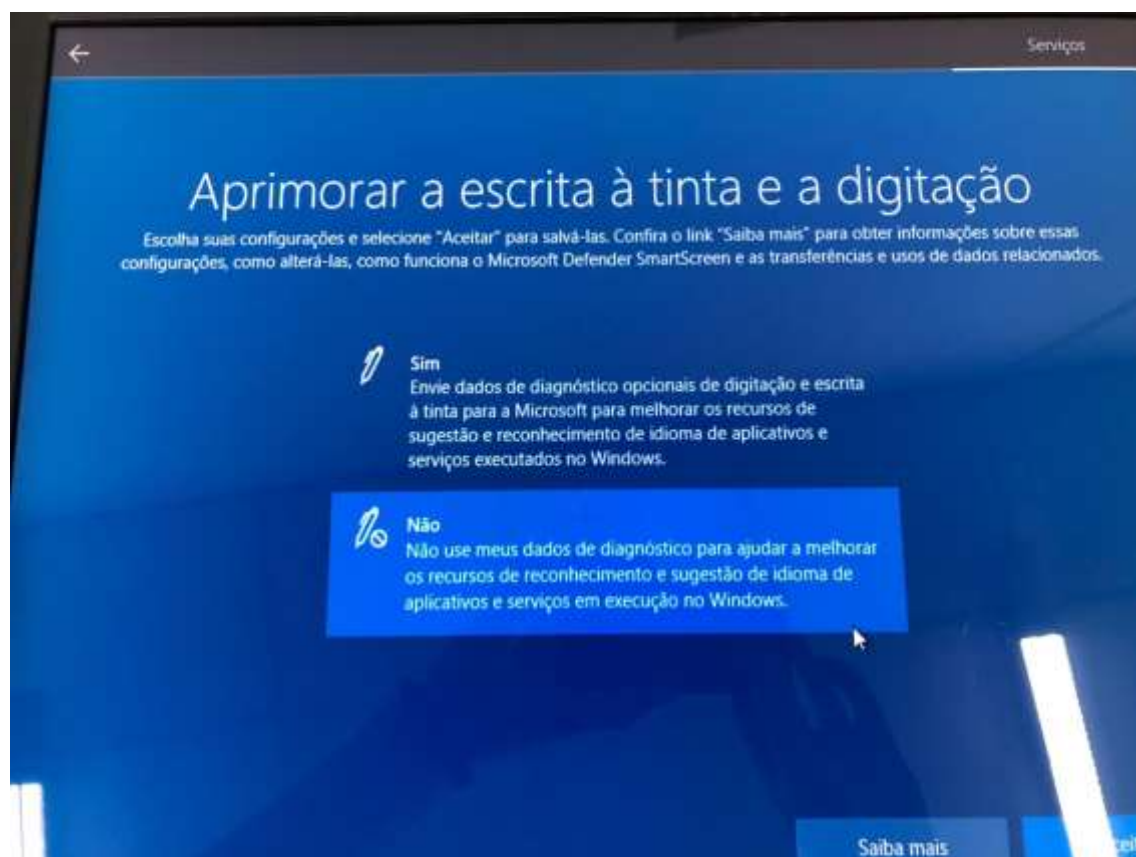 Serviços
Aprimorar a escrita à tinta e a digitação
Escolha suas configurações e selecione "Aceitar" para salvá-las. Confira o link "Saiba mais" para obter informações sobre essas
configurações, como alterá-las, como funciona o Microsoft Defender SmartScreen e as transferências e usos de dados relacionados.
Sim
Envie dados de diagnóstico opcionais de digitação e escrita
à tinta para a Microsoft para melhorar os recursos de
sugestão e reconhecimento de idioma de aplicativos e
serviços executados no Windows.
Não
Não use meus dados de diagnóstico para ajudar a melhorar
os recursos de reconhecimento e sugestão de idioma de
aplicativos e serviços em execução no Windows.
Saiba mais